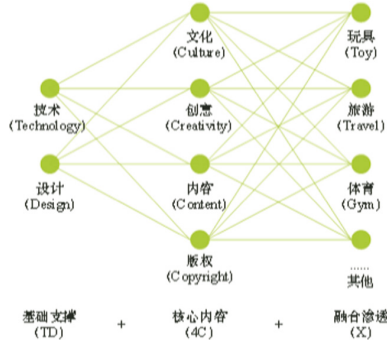 文化
(Culture)
玩具
(Toy)
技术
(Technology)
创意
(Creativity)
旅游
(Travel)
设计
(Design)
内容
(Content)
体育
(Gym)
版权
(Copyright)
……
其他
基础支撑 + 核心内容 + 融合渗透
(TD) (4C) (X)